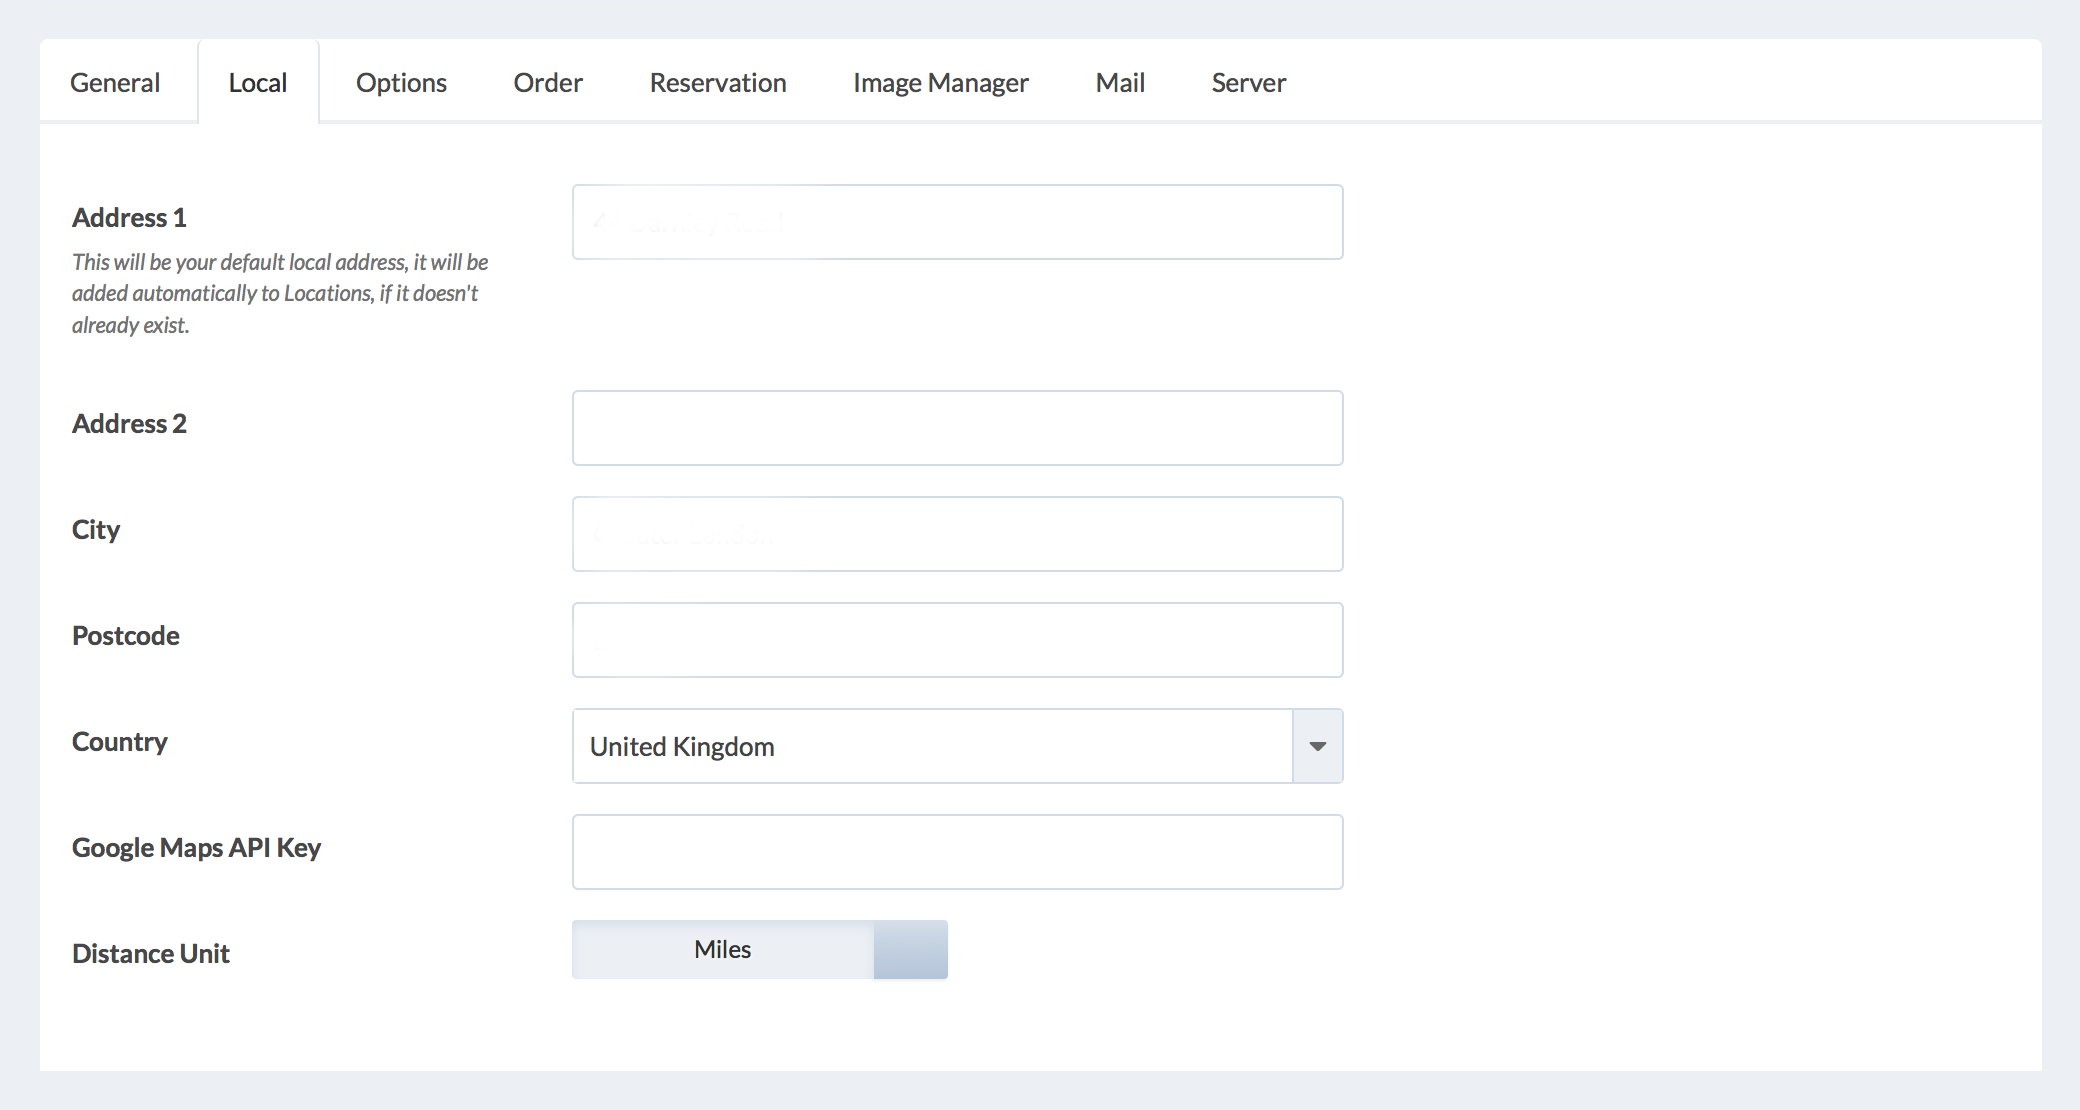 General Local Options Order Reservation Image Manager Mail Server
Address 1
This will be your default local address, it will be
added automatically to Locations, if it doesn't
already exist.
Address 2
City
Postcode
Country
United Kingdom
Google Maps API Key
Distance Unit
Miles